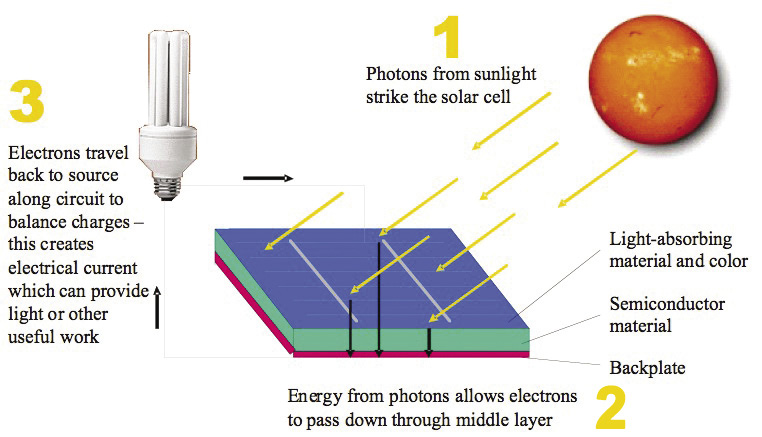 1
Photons from sunlight
strike the solar cell
3
Electrons travel
back to source
along circuit to
balance charges –
this creates
electrical current
which can provide
light or other
useful work
Light-absorbing
material and color
Semiconductor
material
Backplate
Energy from photons allows electrons
to pass down through middle layer
2